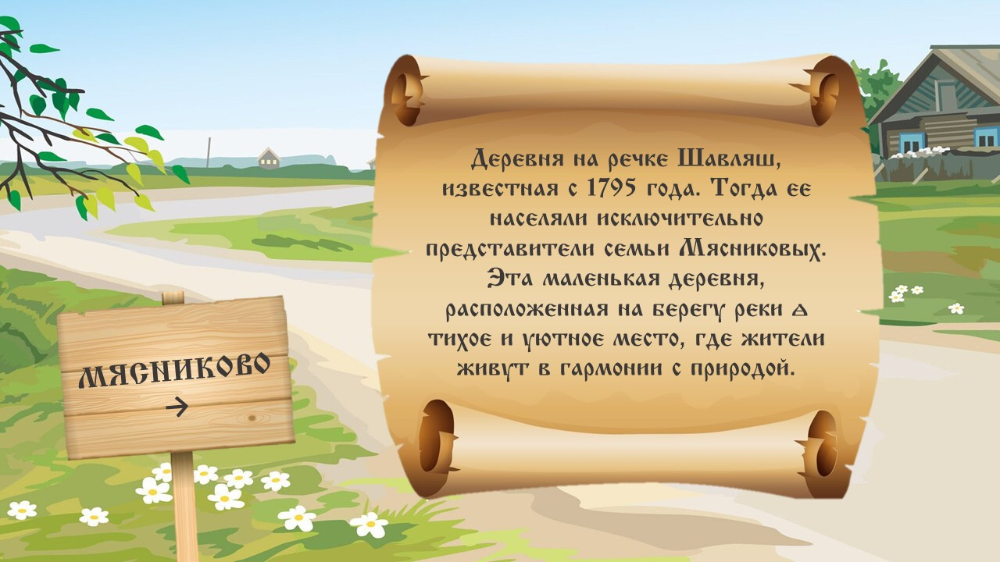 Деревня на речке Шавляш,
известная с 1795 года. Тогда ее
населяли исключительно
представители семьи Мясниковых.
Эта маленькая деревня,
расположенная на берегу реки
тихое и уютное место, где жители
живут в гармонии с природой.
МЯСНИКОВО
→